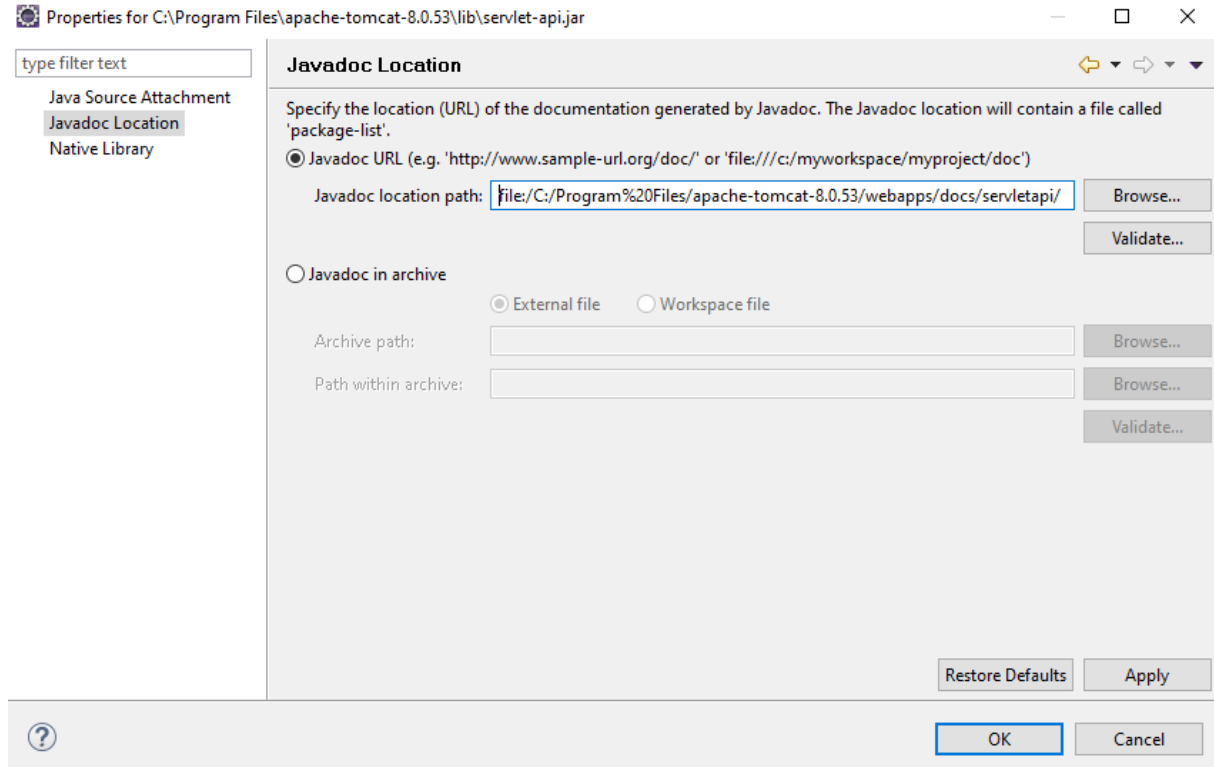 Properties for C:\Program Files\apache-tomcat-8.0.53\lib\servlet-api.jar
type filter text
Java Source Attachment
Javadoc Location
Native Library
Javadoc Location
Specify the location (URL) of the documentation generated by Javadoc. The Javadoc location will contain a file called
'package-list'.
Javadoc URL (e.g. 'http://www.sample-url.org/doc/' or 'file:///c:/myworkspace/myproject/doc')
Javadoc location path: file:/C:/Program%20Files/apache-tomcat-8.0.53/webapps/docs/servletapi/ Browse...
Validate...
Javadoc in archive
External file Workspace file
Archive path: Browse...
Path within archive: Browse...
Validate...
Restore Defaults Apply
? OK Cancel